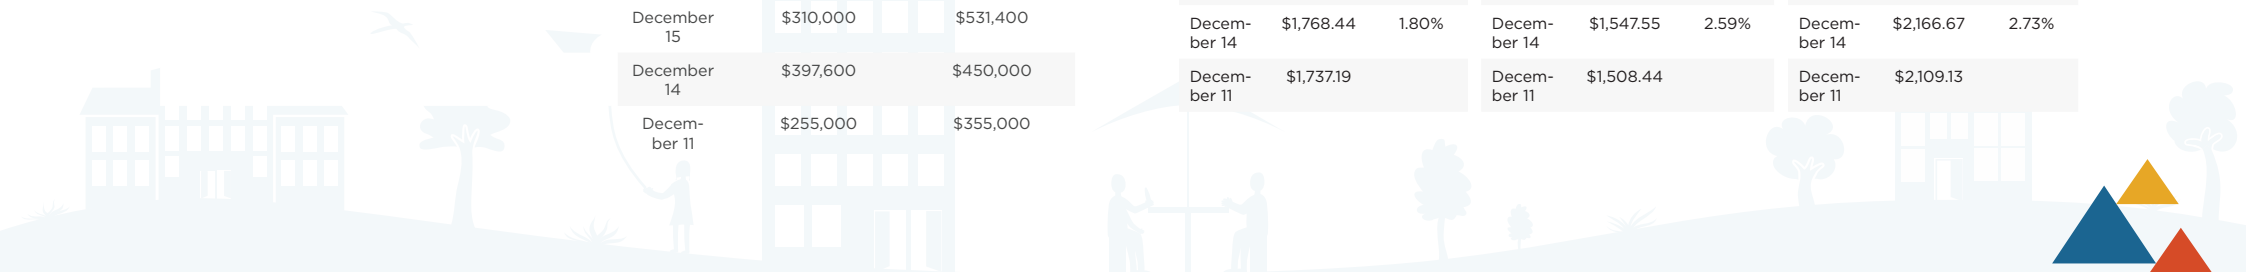 December $310,000 $531,400
15
December $397,600 $450,000
14
Decem- $255,000 $355,000
ber 11
Decem- $1,768.44 1.80%
ber 14
Decem- $1,737.19
ber 11
Decem- $1,547.55 2.59%
ber 14
Decem- $1,508.44
ber 11
Decem- $2,166.67 2.73%
ber 14
Decem- $2,109.13
ber 11